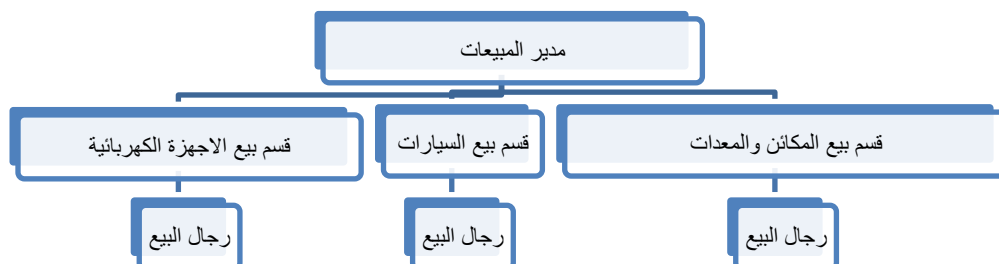 مدير المبيعات
قسم بيع المكائن والمعدات
قسم بيع السيارات
قسم بيع الاجهزة الكهربائية
رجال البيع
رجال البيع
رجال البيع